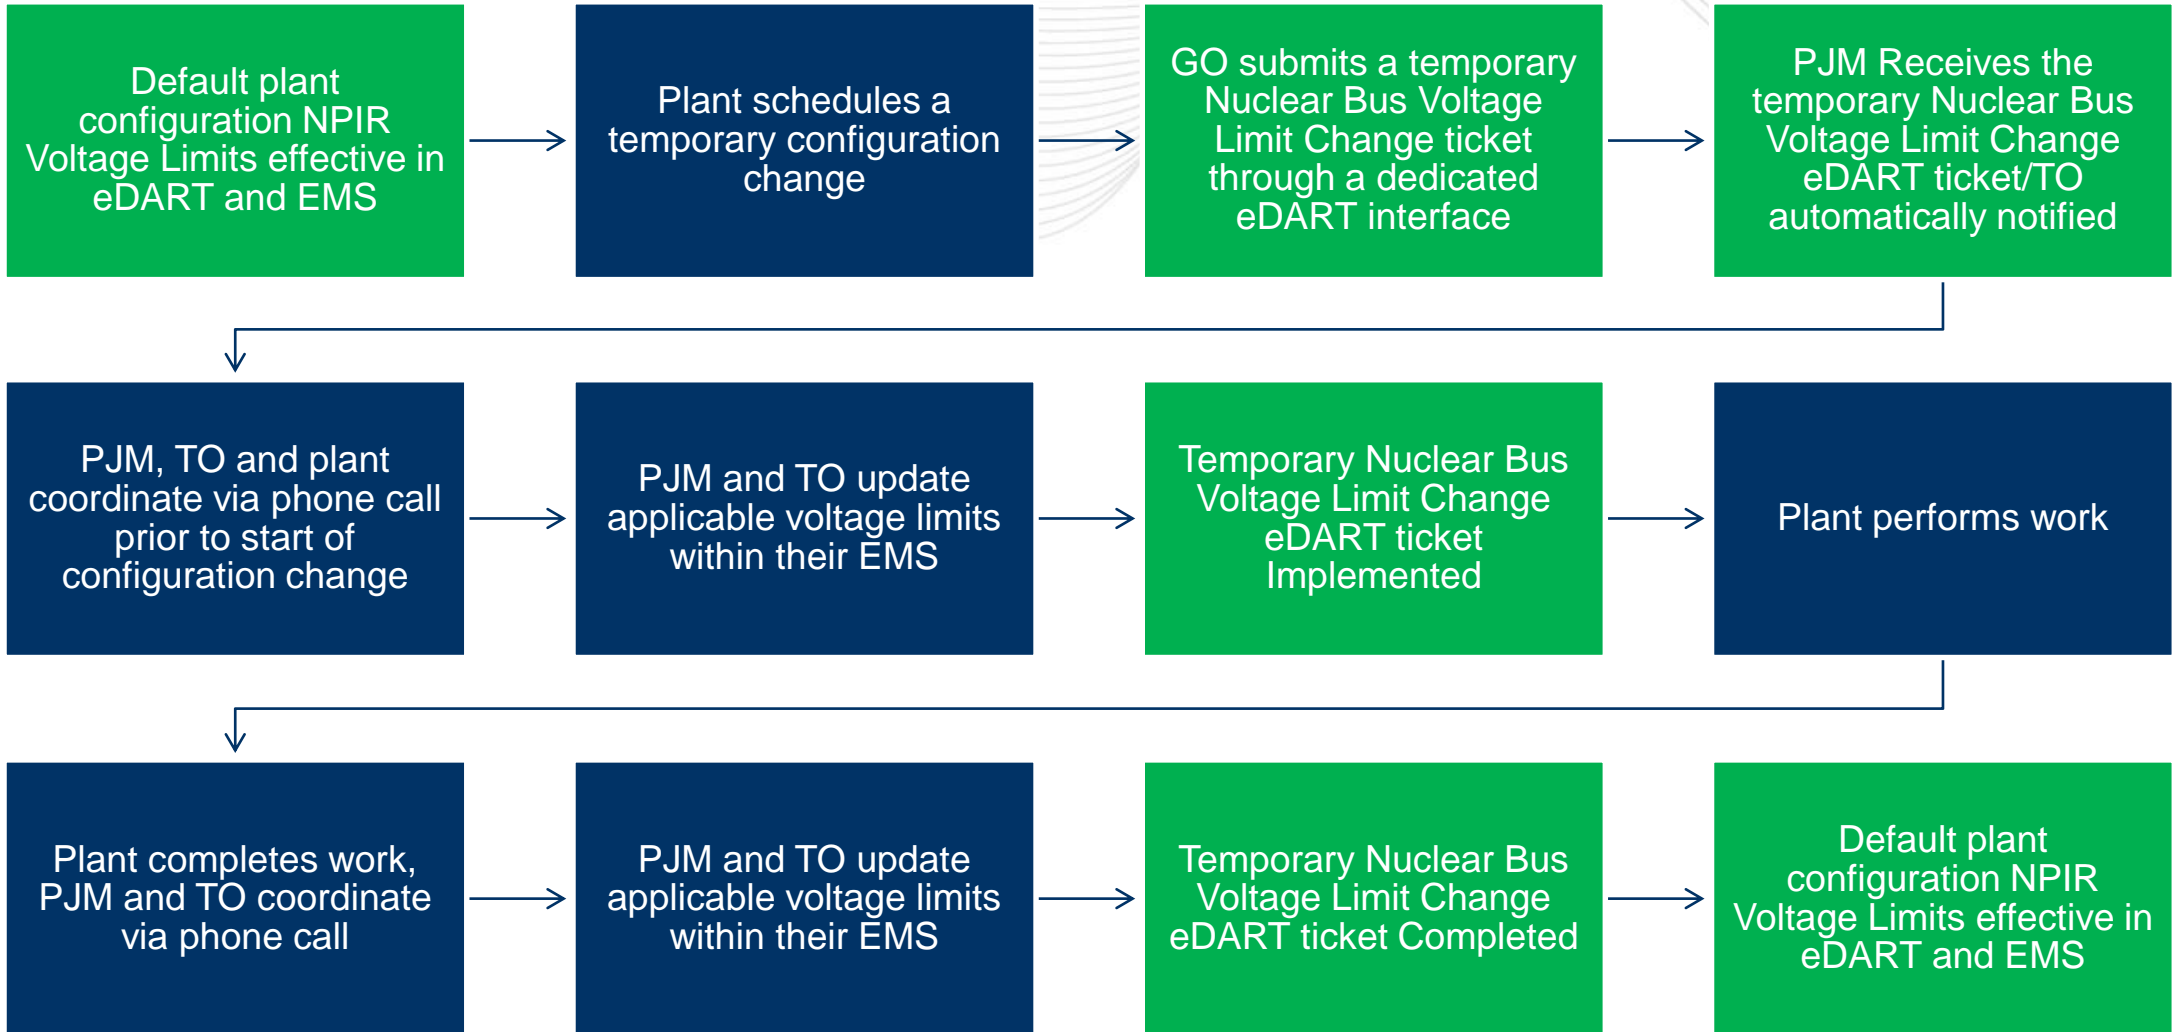 Default plant
configuration NPIR
Voltage Limits effective in
eDART and EMS
Plant schedules a
temporary configuration
change
GO submits a temporary
Nuclear Bus Voltage
Limit Change ticket
through a dedicated
eDART interface
PJM Receives the
temporary Nuclear Bus
Voltage Limit Change
eDART ticket/TO
automatically notified
PJM, TO and plant
coordinate via phone call
prior to start of
configuration change
PJM and TO update
applicable voltage limits
within their EMS
Temporary Nuclear Bus
Voltage Limit Change
eDART ticket
Implemented
Plant performs work
Plant completes work,
PJM and TO coordinate
via phone call
PJM and TO update
applicable voltage limits
within their EMS
Temporary Nuclear Bus
Voltage Limit Change
eDART ticket Completed
Default plant
configuration NPIR
Voltage Limits effective in
eDART and EMS